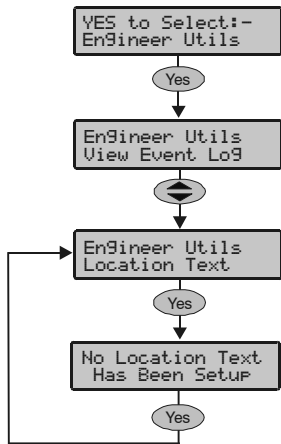 YES to Select:-
Engineer Utils
Yes
Engineer Utils
View Event Log
Engineer Utils
Location Text
Yes
No Location Text
Has Been Setup
Yes